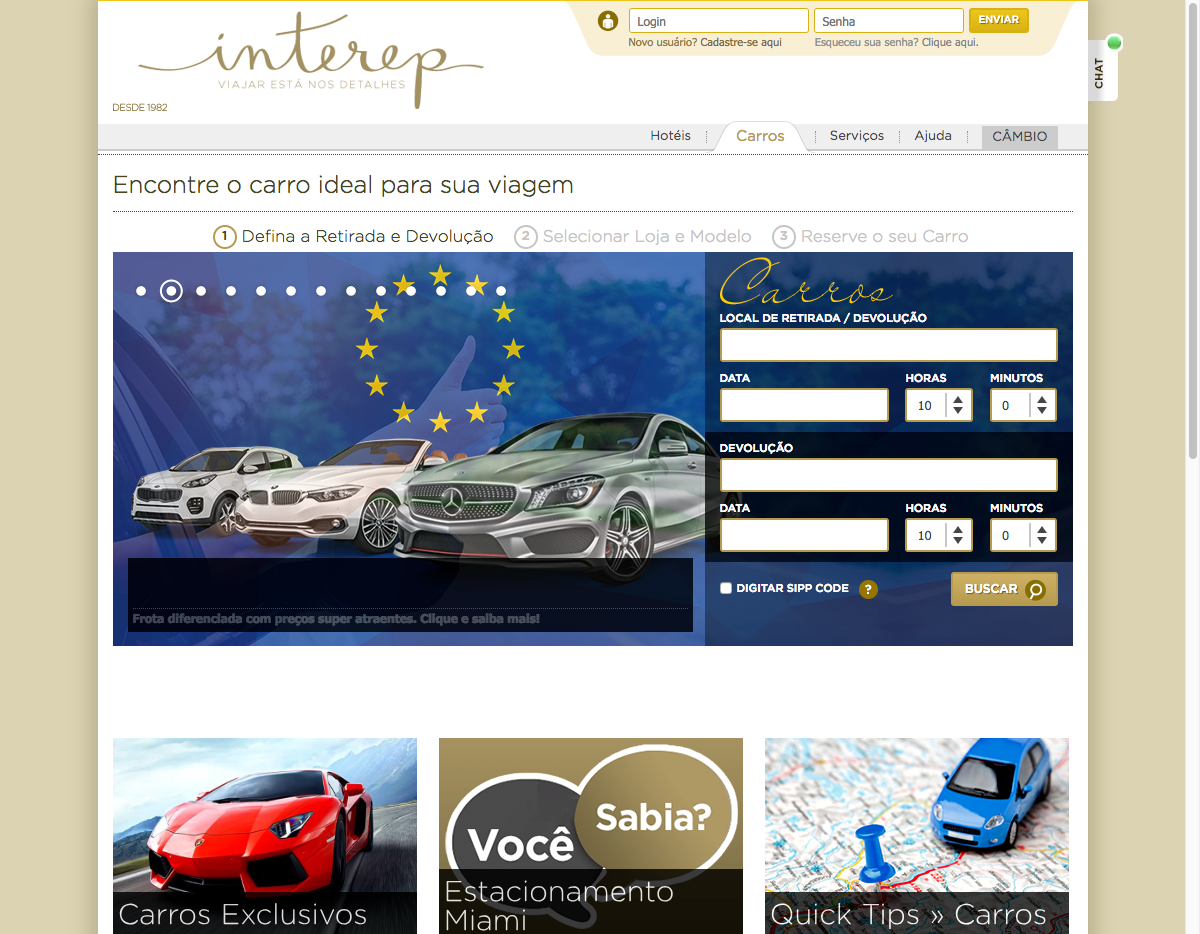 Login
Senha
ENVIAR
Novo usuário? Cadastre-se aqui
Esqueceu sua senha? Clique aqui.
interep
VIAJAR ESTÁ NOS DETALHES
DESDE 1982
CHAT
Hotéis
Carros
Serviços
Ajuda
CÂMBIO
Encontre o carro ideal para sua viagem
1 Defina a Retirada e Devolução
2 Selecionar Loja e Modelo
3 Reserve o seu Carro
Carros
LOCAL DE RETIRADA / DEVOLUÇÃO
DATA
HORAS
MINUTOS
10
0
DEVOLUÇÃO
DATA
HORAS
MINUTOS
10
0
DIGITAR SIPP CODE ?
BUSCAR
Frota diferenciada com preços super atraentes. Clique e saiba mais!
Carros Exclusivos
Você
Sabia?
Estacionamento
Miami
Quick Tips » Carros